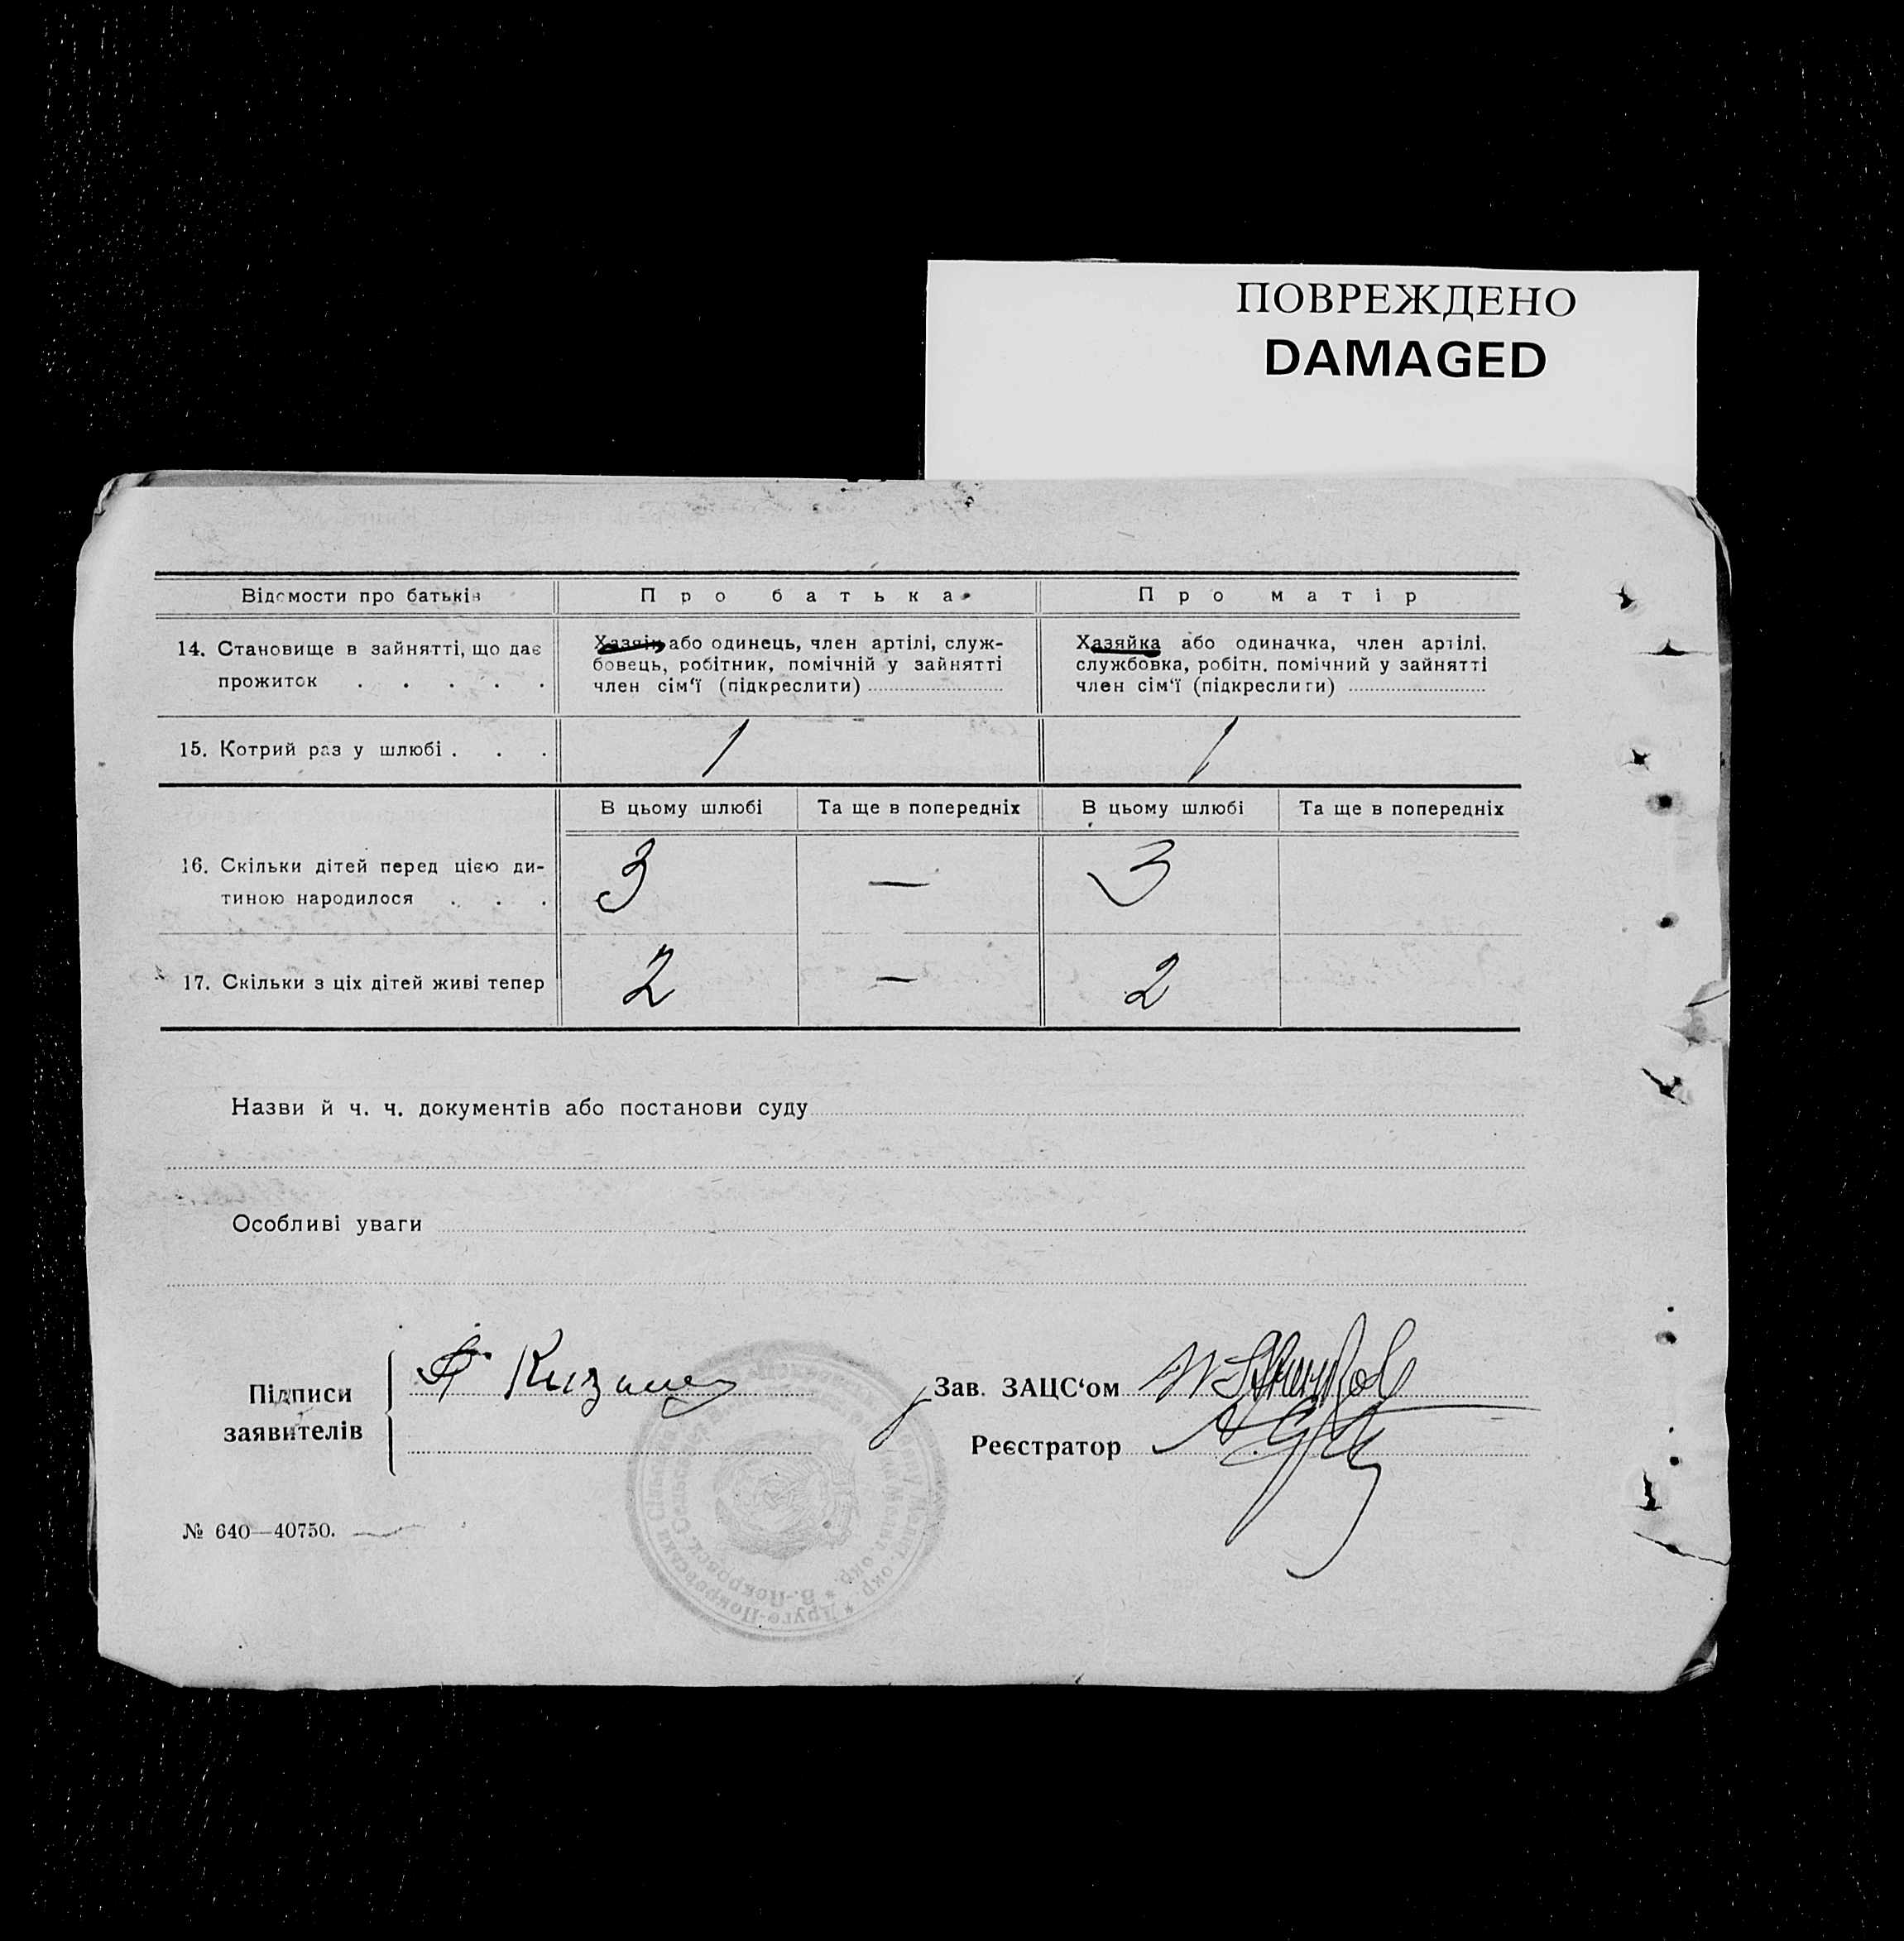 ПОВРЕЖДЕНО
DAMAGED
Відомости про батьків
Про батька
Про матір
14. Становище в зайнятті, що дає
прожиток . . . . .
Хазяїн або одинець, член артілі, служ-
бовець, робітник, помічній у зайнятті
член сім'ї (підкреслити)
Хазяйка або одиначка, член артілі,
службовка, робітн. помічний у зайнятті
член сім'ї (підкреслити)
15. Котрий раз у шлюбі . . .
1
1
В цьому шлюбі
Та ще в попередніх
В цьому шлюбі
Та ще в попередніх
16. Скільки дітей перед цією ди-
тиною народилося . . .
3
—
3
17. Скільки з ціх дітей живі тепер
2
—
2
Назви й ч. ч. документів або постанови суду
Особливі уваги
Підписи
заявителів
Зав. ЗАЦС'ом
Реєстратор
№ 640—40750.